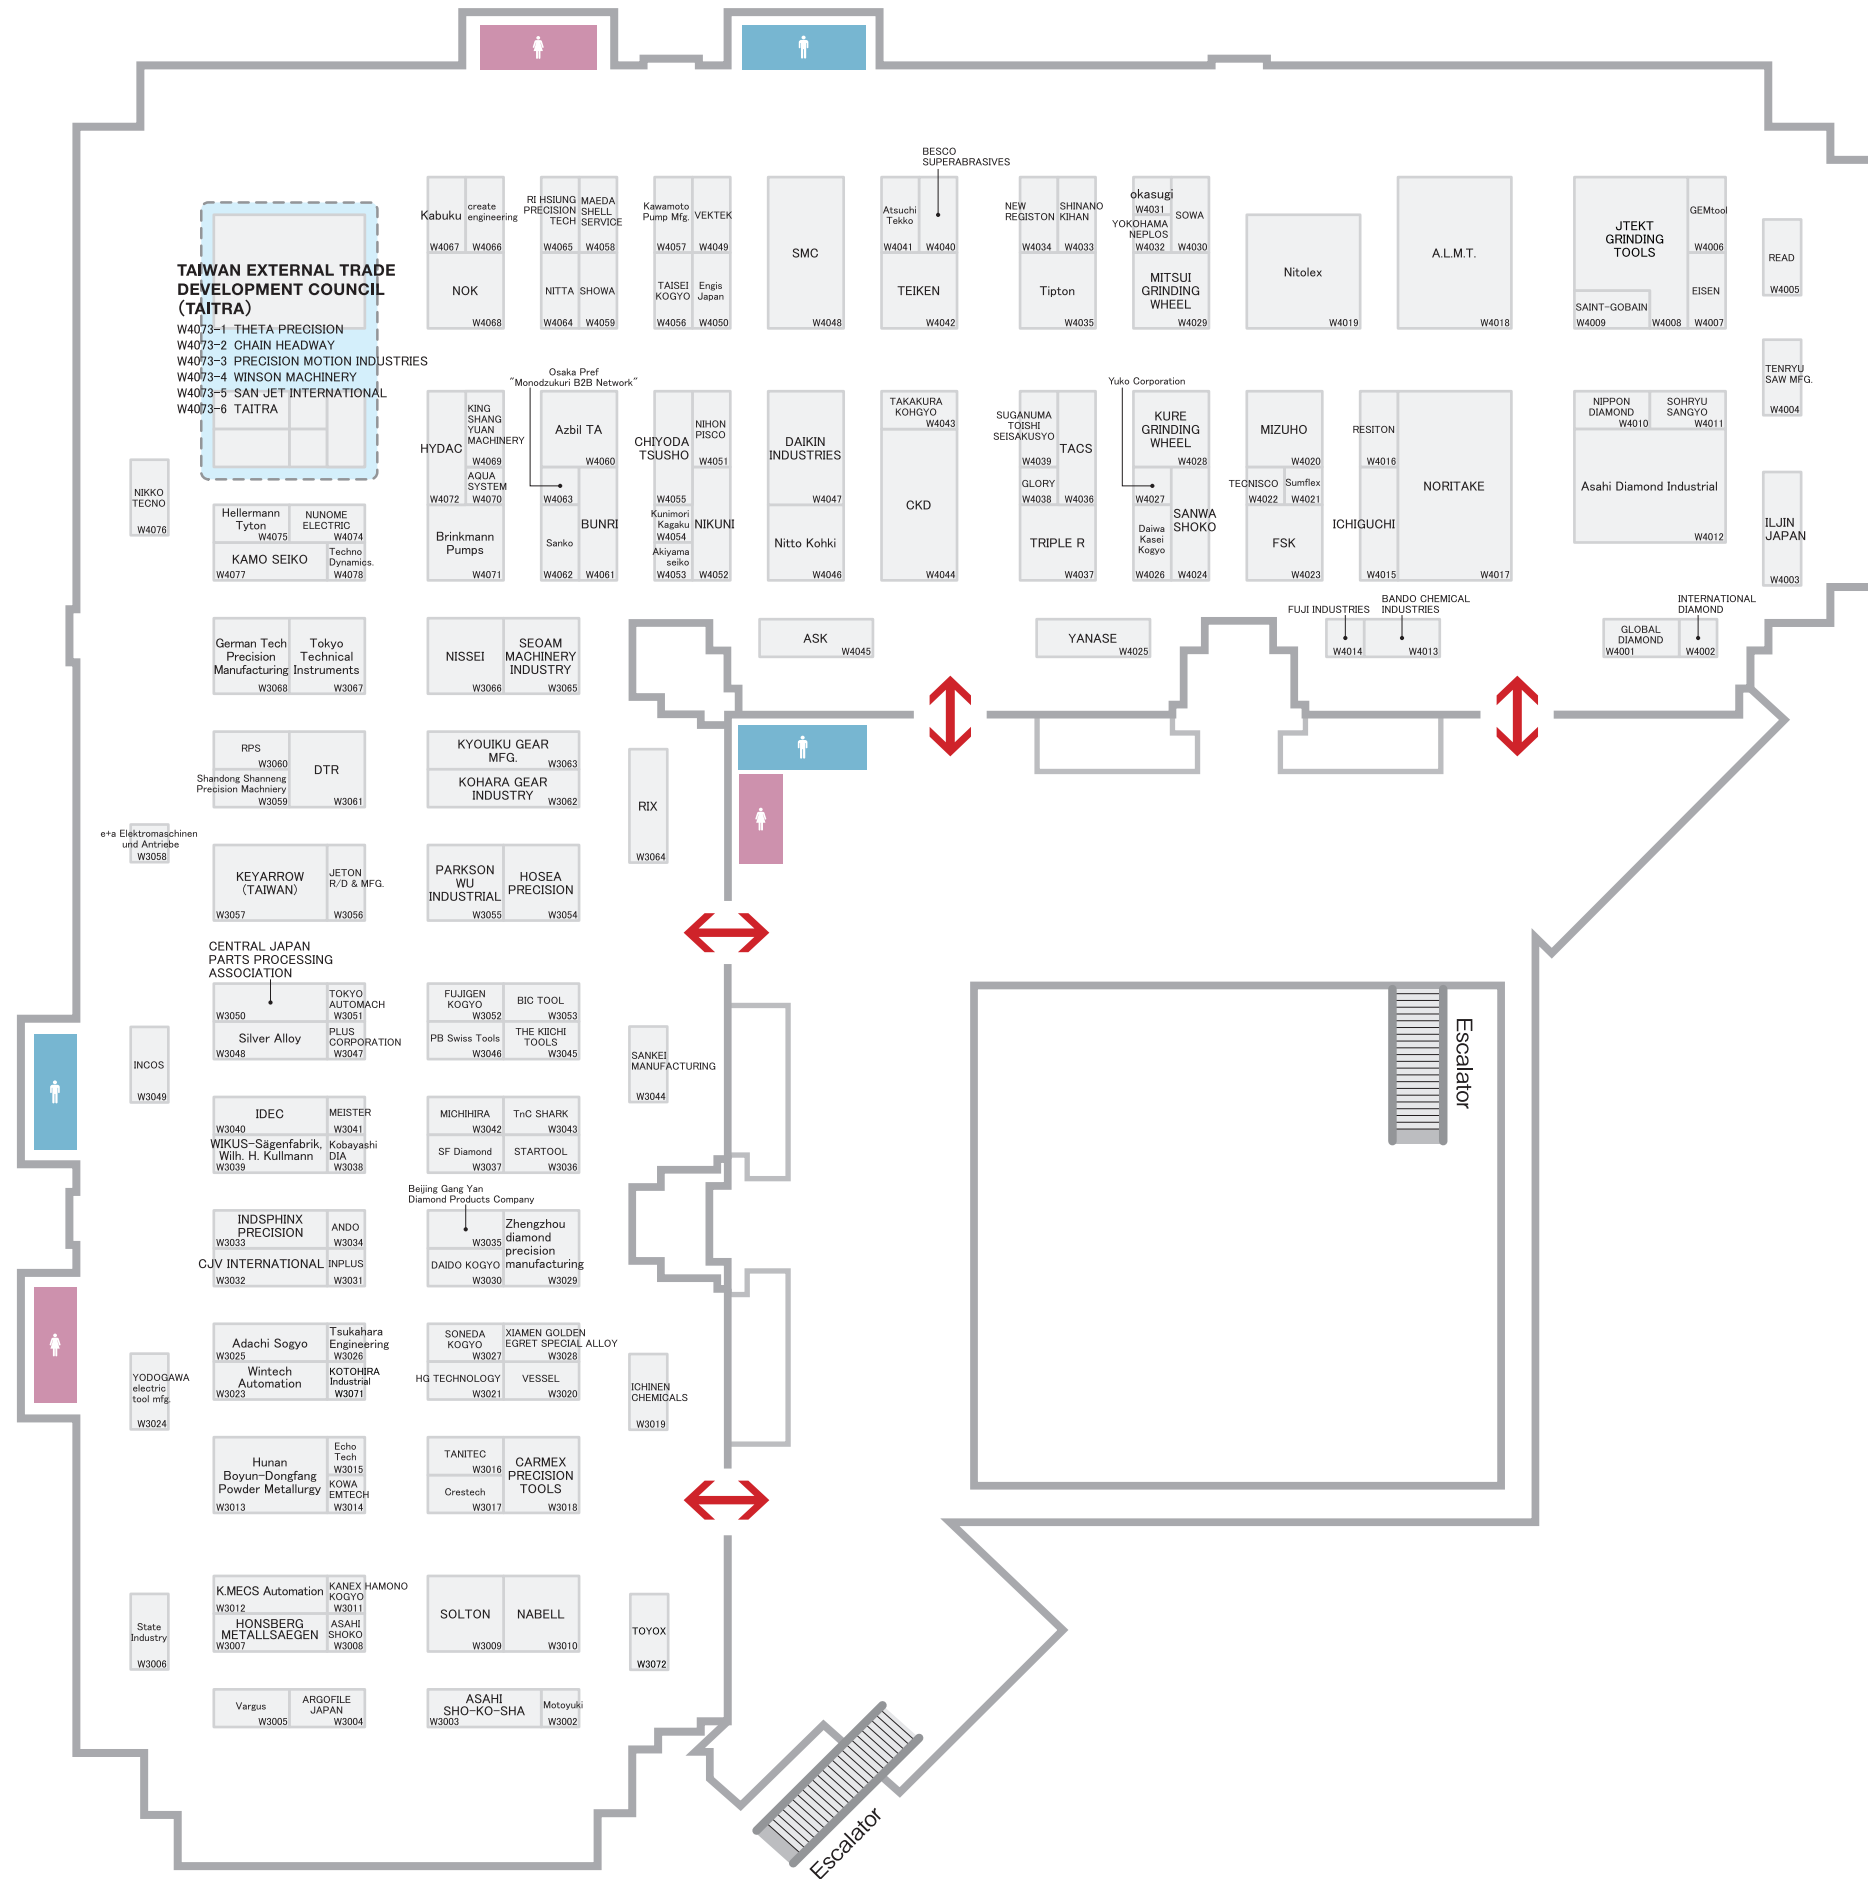 BESCO
SUPERABRASIVES
Kabuku
W4067
create
engineering
W4066
RI HSIUNG
PRECISION
TECH
W4065
MAEDA
SHELL
SERVICE
W4058
Kawamoto
Pump Mfg.
W4057
VEKTEK
W4049
SMC
W4048
Atsuchi
Tekko
W4041
W4040
NEW
REGISTON
W4034
SHINANO
KIHAN
W4033
okasugi
W4031
YOKOHAMA
NEPLOS
W4032
SOWA
W4030
Nitolex
W4019
A.L.M.T.
W4018
JTEKT
GRINDING
TOOLS
W4008
GEMtool
W4006
READ
W4005
TAIWAN EXTERNAL TRADE
DEVELOPMENT COUNCIL
(TAITRA)
W4073-1 THETA PRECISION
W4073-2 CHAIN HEADWAY
W4073-3 PRECISION MOTION INDUSTRIES
W4073-4 WINSON MACHINERY
W4073-5 SAN JET INTERNATIONAL
W4073-6 TAITRA
NOK
W4068
NITTA
W4064
SHOWA
W4059
TAISEI
KOGYO
W4056
Engis
Japan
W4050
TEIKEN
W4042
Tipton
W4035
MITSUI
GRINDING
WHEEL
W4029
SAINT-GOBAIN
W4009
EISEN
W4007
TENRYU
SAW MFG.
W4004
Osaka Pref
"Monodzukuri B2B Network"
Yuko Corporation
HYDAC
W4072
KING
SHANG
YUAN
MACHINERY
W4069
AQUA
SYSTEM
W4070
Azbil TA
W4060
W4063
CHIYODA
TSUSHO
W4055
NIHON
PISCO
W4051
DAIKIN
INDUSTRIES
W4047
TAKAKURA
KOHGYO
W4043
SUGANUMA
TOISHI
SEISAKUSYO
W4039
GLORY
W4038
TACS
W4036
KURE
GRINDING
WHEEL
W4028
W4027
MIZUHO
W4020
TECNISCO
W4022
Sumflex
W4021
RESITON
W4016
NIPPON
DIAMOND
W4010
SOHRYU
SANGYO
W4011
NIKKO
TECNO
W4076
Hellermann
Tyton
W4075
NUNOME
ELECTRIC
W4074
KAMO SEIKO
W4077
Techno
Dynamics.
W4078
Brinkmann
Pumps
W4071
Sanko
W4062
BUNRI
W4061
Kunimori
Kagaku
W4054
Akiyama
seiko
W4053
NIKUNI
W4052
Nitto Kohki
W4046
CKD
W4044
TRIPLE R
W4037
Daiwa
Kasei
Kogyo
W4026
SANWA
SHOKO
W4024
FSK
W4023
ICHIGUCHI
W4015
NORITAKE
W4017
Asahi Diamond Industrial
W4012
ILJIN
JAPAN
W4003
German Tech
Precision
Manufacturing
W3068
Tokyo
Technical
Instruments
W3067
NISSEI
W3066
SEOAM
MACHINERY
INDUSTRY
W3065
ASK
W4045
YANASE
W4025
FUJI INDUSTRIES
W4014
BANDO CHEMICAL
INDUSTRIES
W4013
GLOBAL
DIAMOND
W4001
INTERNATIONAL
DIAMOND
W4002
RPS
W3060
Shandong Shanneng
Precision Machniery
W3059
DTR
W3061
KYOUIKU GEAR
MFG.
W3063
KOHARA GEAR
INDUSTRY
W3062
RIX
W3064
e+a Elektromaschinen
und Antriebe
W3058
KEYARROW
(TAIWAN)
W3057
JETON
R/D & MFG.
W3056
PARKSON
WU
INDUSTRIAL
W3055
HOSEA
PRECISION
W3054
CENTRAL JAPAN
PARTS PROCESSING
ASSOCIATION
W3050
TOKYO
AUTOMACH
W3051
FUJIGEN
KOGYO
W3052
BIC TOOL
W3053
Silver Alloy
W3048
PLUS
CORPORATION
W3047
PB Swiss Tools
W3046
THE KIICHI
TOOLS
W3045
INCOS
W3049
SANKEI
MANUFACTURING
W3044
Escalator
IDEC
W3040
MEISTER
W3041
MICHIHIRA
W3042
TnC SHARK
W3043
WIKUS-Sägenfabrik,
Wilh. H. Kullmann
W3039
Kobayashi
DIA
W3038
SF Diamond
W3037
STARTOOL
W3036
Beijing Gang Yan
Diamond Products Company
INDSPHINX
PRECISION
W3033
ANDO
W3034
W3035
Zhengzhou
diamond
precision
manufacturing
W3029
CJV INTERNATIONAL
W3032
INPLUS
W3031
DAIDO KOGYO
W3030
Adachi Sogyo
W3025
Tsukahara
Engineering
W3026
SONEDA
KOGYO
W3027
XIAMEN GOLDEN
EGRET SPECIAL ALLOY
W3028
Wintech
Automation
W3023
KOTOHIRA
Industrial
W3071
HG TECHNOLOGY
W3021
VESSEL
W3020
YODOGAWA
electric
tool mfg.
W3024
ICHINEN
CHEMICALS
W3019
Hunan
Boyun-Dongfang
Powder Metallurgy
W3013
Echo
Tech
W3015
KOWA
EMTECH
W3014
TANITEC
W3016
Crestech
W3017
CARMEX
PRECISION
TOOLS
W3018
K.MECS Automation
W3012
KANEX HAMONO
KOGYO
W3011
HONSBERG
METALLSAEGEN
W3007
ASAHI
SHOKO
W3008
SOLTON
W3009
NABELL
W3010
State
Industry
W3006
TOYOX
W3072
Vargus
W3005
ARGOFILE
JAPAN
W3004
ASAHI
SHO-KO-SHA
W3003
Motoyuki
W3002
Escalator